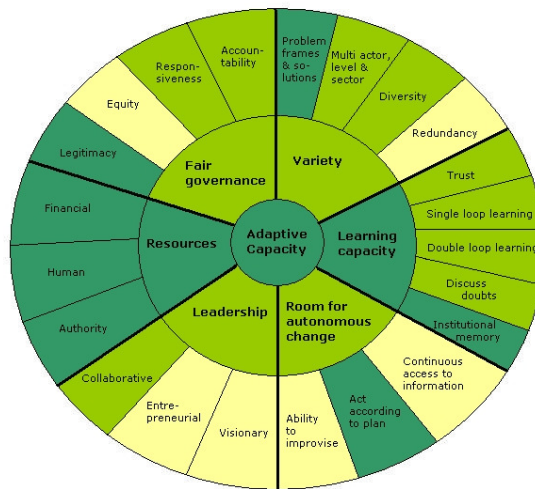 Problem
frames
& so-
lutions
Multi actor,
level &
sector
Diversity
Redundancy
Trust
Single loop learning
Double loop learning
Discuss
doubts
Institutional
memory
Continuous
access to
information
Act
according
to plan
Ability
to
improvise
Visionary
Entre-
preneurial
Collaborative
Authority
Human
Financial
Legitimacy
Equity
Respon-
siveness
Accoun-
tability
Fair
governance
Variety
Resources
Adaptive
Capacity
Learning
capacity
Leadership
Room for
autonomous
change